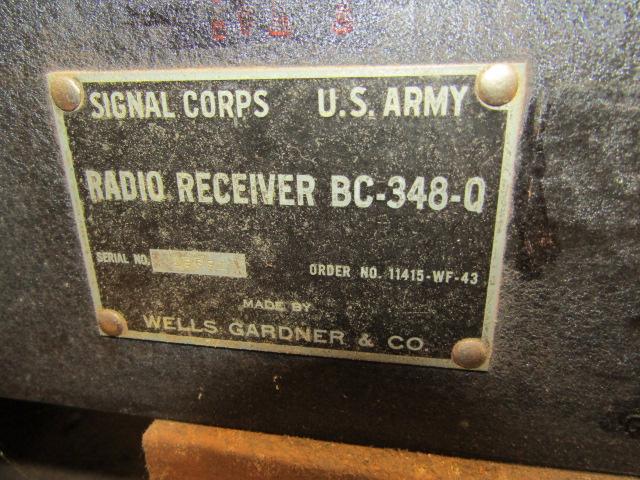 SIGNAL CORPS U.S. ARMY
RADIO RECEIVER BC-348-Q
SERIAL NO.
ORDER NO. 11415-WF-43
MADE BY
WELLS GARDNER & CO